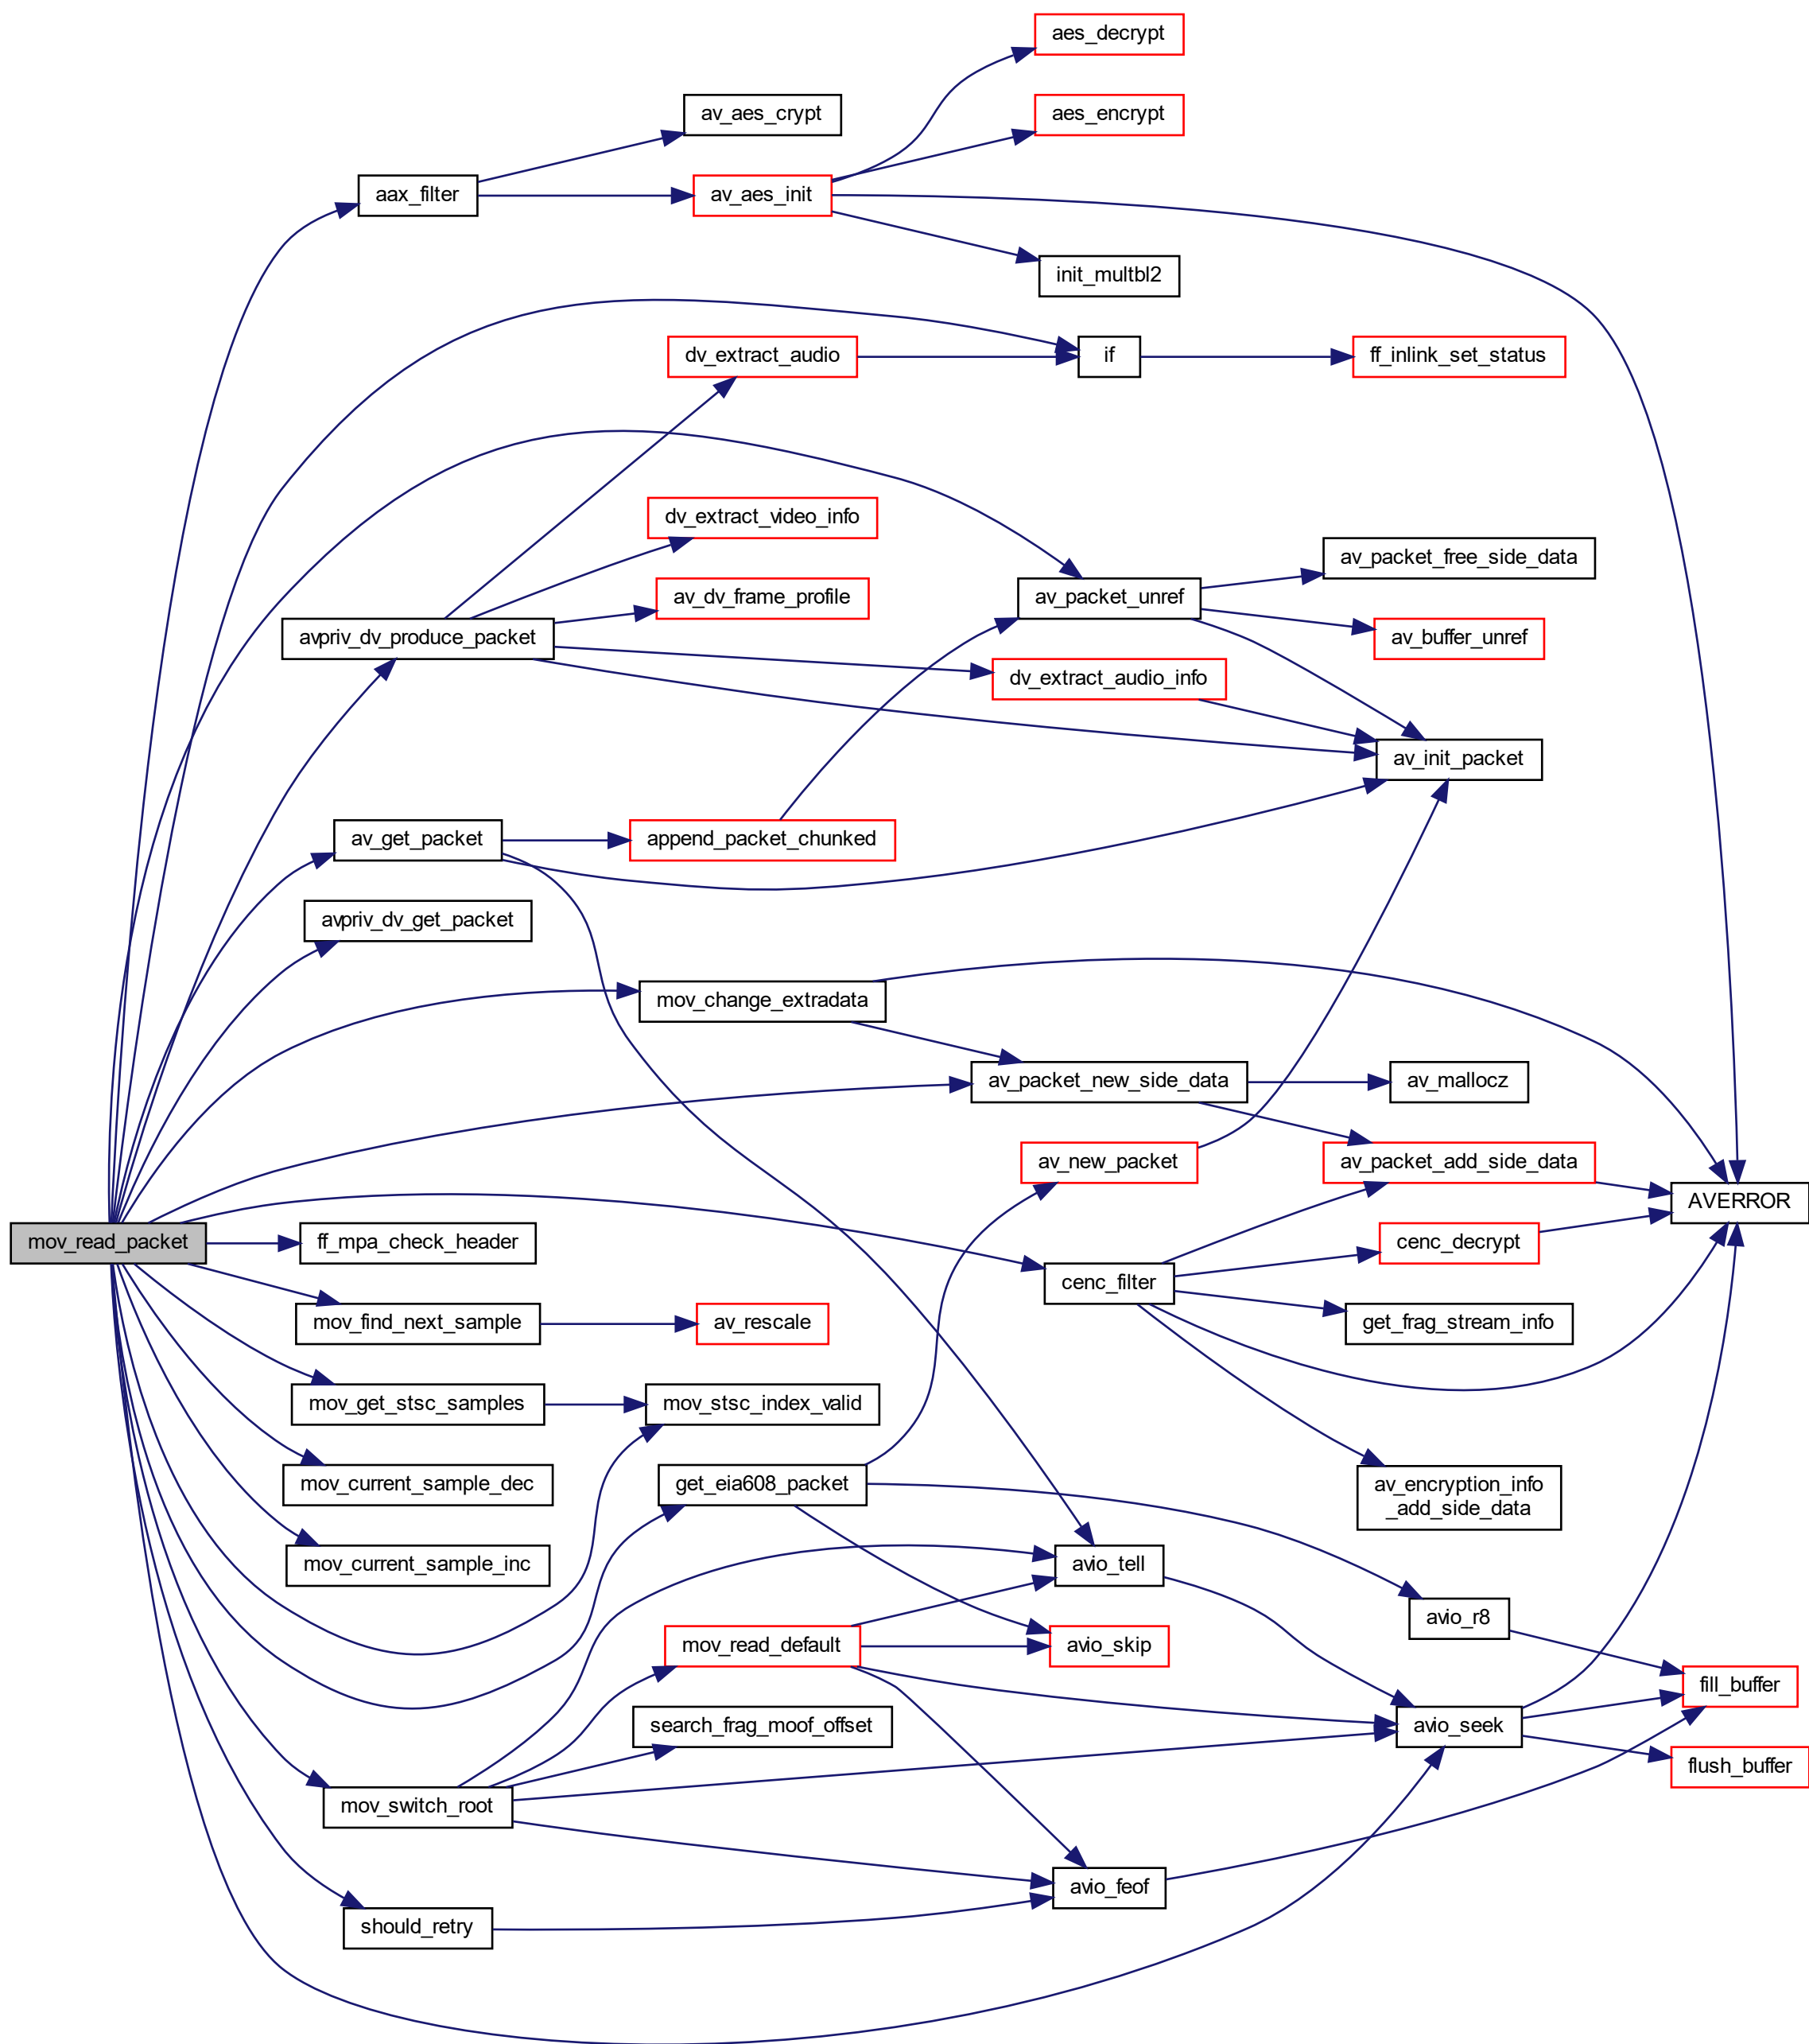 aes_decrypt
av_aes_crypt
aes_encrypt
aax_filter
av_aes_init
init_multbl2
dv_extract_audio
if
ff_inlink_set_status
dv_extract_video_info
av_packet_free_side_data
av_dv_frame_profile
av_packet_unref
avpriv_dv_produce_packet
av_buffer_unref
dv_extract_audio_info
av_init_packet
av_get_packet
append_packet_chunked
avpriv_dv_get_packet
mov_change_extradata
av_packet_new_side_data
av_mallocz
av_new_packet
av_packet_add_side_data
AVERROR
mov_read_packet
ff_mpa_check_header
cenc_decrypt
cenc_filter
mov_find_next_sample
av_rescale
get_frag_stream_info
mov_get_stsc_samples
mov_stsc_index_valid
mov_current_sample_dec
get_eia608_packet
av_encryption_info
_add_side_data
mov_current_sample_inc
avio_tell
avio_r8
mov_read_default
avio_skip
fill_buffer
search_frag_moof_offset
avio_seek
flush_buffer
mov_switch_root
avio_feof
should_retry